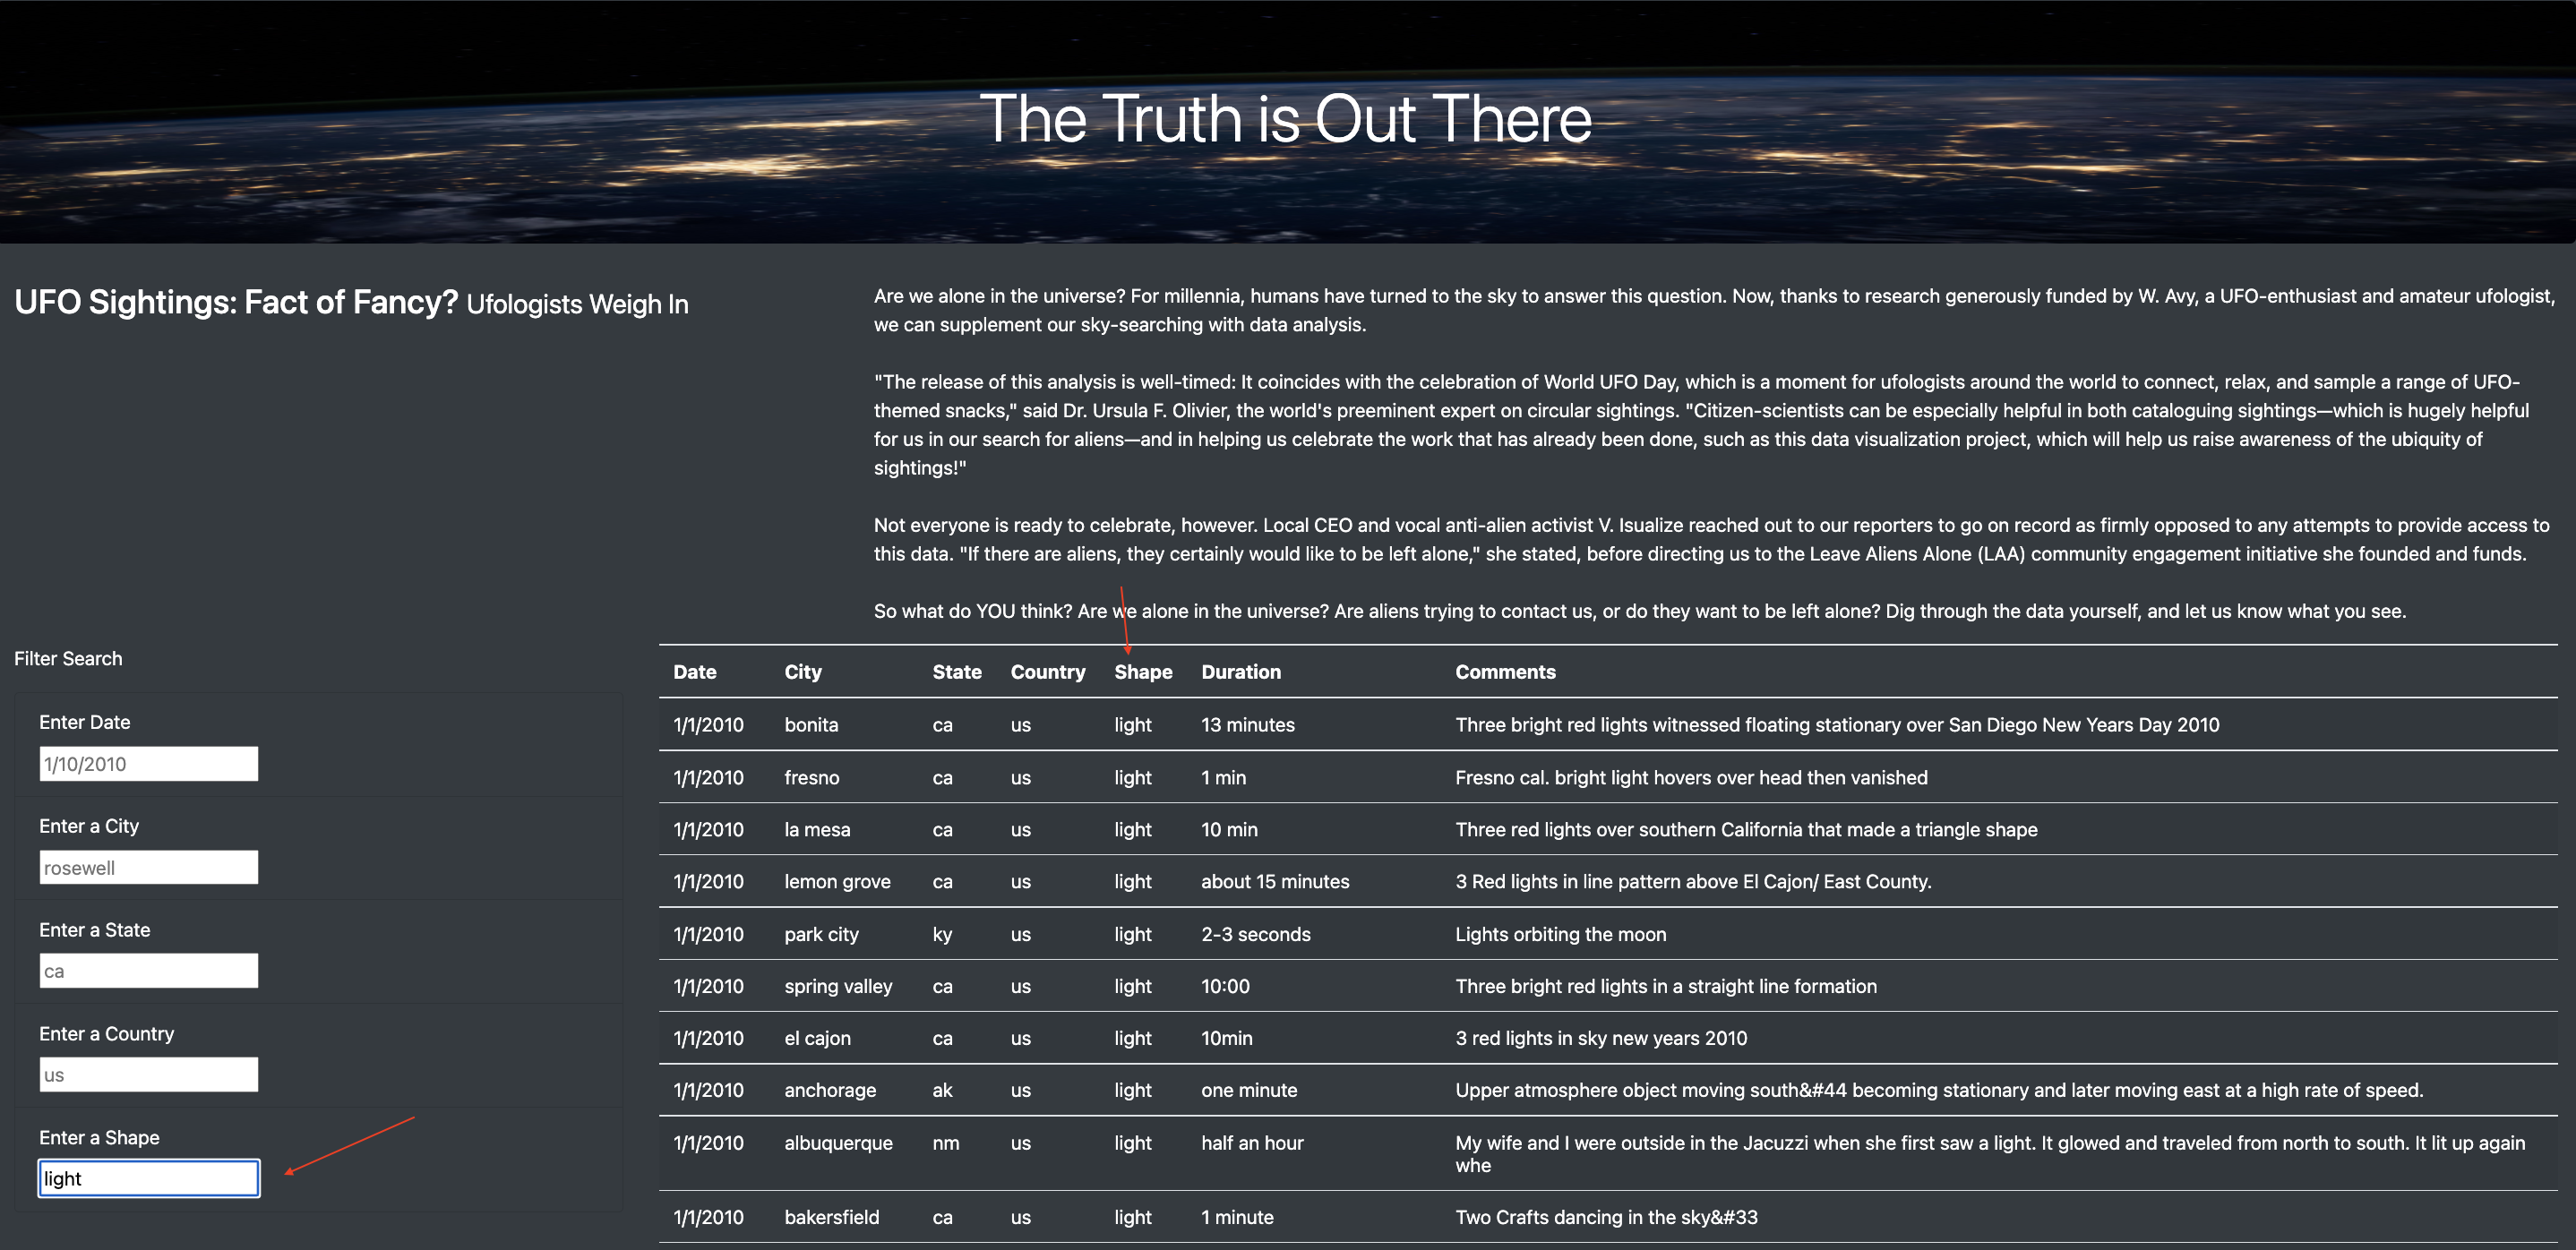 The Truth is Out There
UFO Sightings: Fact of Fancy? Ufologists Weigh In
Are we alone in the universe? For millennia, humans have turned to the sky to answer this question. Now, thanks to research generously funded by W. Avy, a UFO-enthusiast and amateur ufologist,
we can supplement our sky-searching with data analysis.
"The release of this analysis is well-timed: It coincides with the celebration of World UFO Day, which is a moment for ufologists around the world to connect, relax, and sample a range of UFO-
themed snacks," said Dr. Ursula F. Olivier, the world's preeminent expert on circular sightings. "Citizen-scientists can be especially helpful in both cataloguing sightings—which is hugely helpful
for us in our search for aliens—and in helping us celebrate the work that has already been done, such as this data visualization project, which will help us raise awareness of the ubiquity of
sightings!"
Not everyone is ready to celebrate, however. Local CEO and vocal anti-alien activist V. Isualize reached out to our reporters to go on record as firmly opposed to any attempts to provide access to
this data. "If there are aliens, they certainly would like to be left alone," she stated, before directing us to the Leave Aliens Alone (LAA) community engagement initiative she founded and funds.
So what do YOU think? Are we alone in the universe? Are aliens trying to contact us, or do they want to be left alone? Dig through the data yourself, and let us know what you see.
Filter Search
Enter Date
1/10/2010
Enter a City
rosewell
Enter a State
ca
Enter a Country
us
Enter a Shape
light
Date City State Country Shape Duration Comments
1/1/2010 bonita ca us light 13 minutes Three bright red lights witnessed floating stationary over San Diego New Years Day 2010
1/1/2010 fresno ca us light 1 min Fresno cal. bright light hovers over head then vanished
1/1/2010 la mesa ca us light 10 min Three red lights over southern California that made a triangle shape
1/1/2010 lemon grove ca us light about 15 minutes 3 Red lights in line pattern above El Cajon/ East County.
1/1/2010 park city ky us light 2-3 seconds Lights orbiting the moon
1/1/2010 spring valley ca us light 10:00 Three bright red lights in a straight line formation
1/1/2010 el cajon ca us light 10min 3 red lights in sky new years 2010
1/1/2010 anchorage ak us light one minute Upper atmosphere object moving south&#44 becoming stationary and later moving east at a high rate of speed.
1/1/2010 albuquerque nm us light half an hour My wife and I were outside in the Jacuzzi when she first saw a light. It glowed and traveled from north to south. It lit up again
whe
1/1/2010 bakersfield ca us light 1 minute Two Crafts dancing in the sky&#33